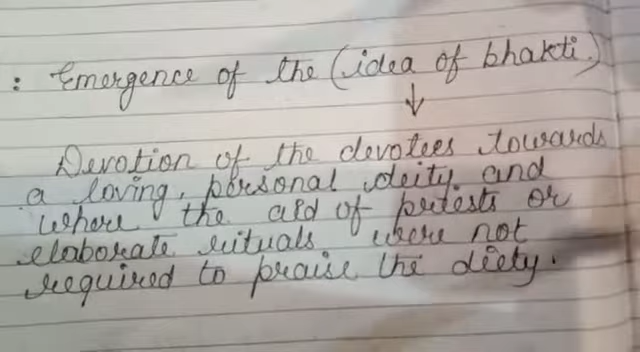 : Emergence of the (idea of bhakti.)
↓
Devotion of the devotees towards
a loving, personal deity and
where the aid of priests or
elaborate rituals were not
required to praise the diety.